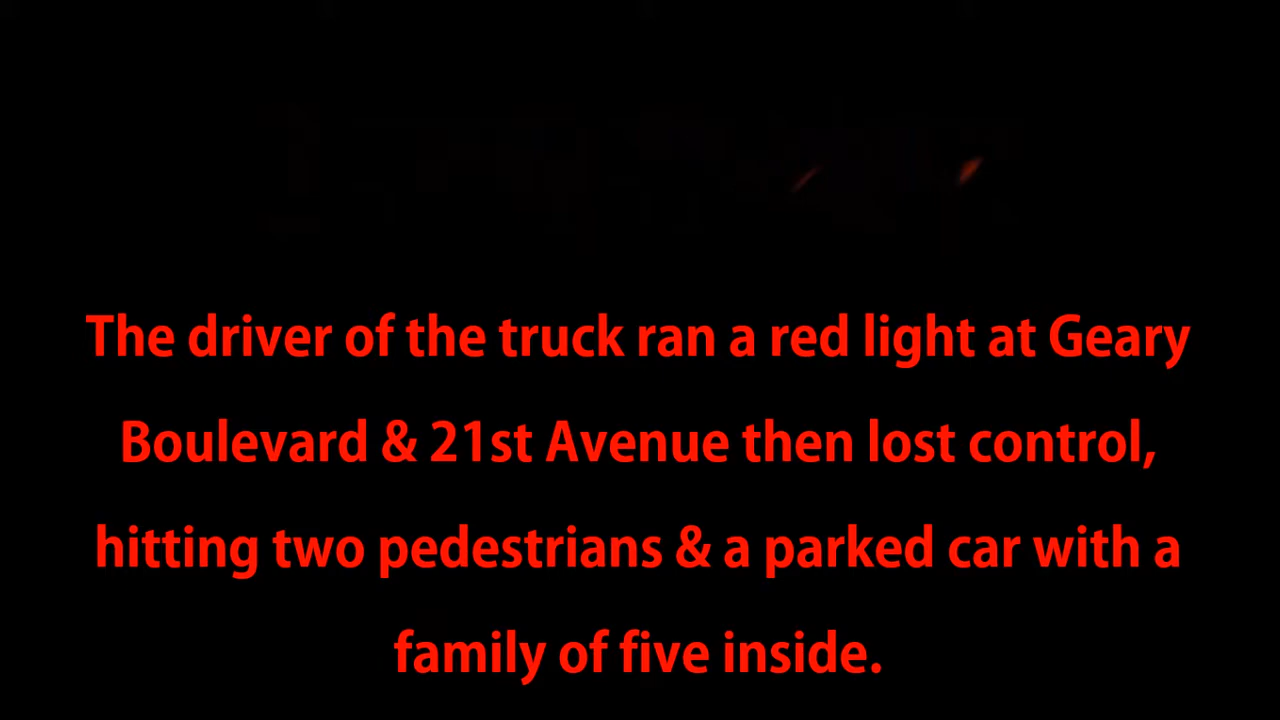 The driver of the truck ran a red light at Geary
Boulevard & 21st Avenue then lost control,
hitting two pedestrians & a parked car with a
family of five inside.